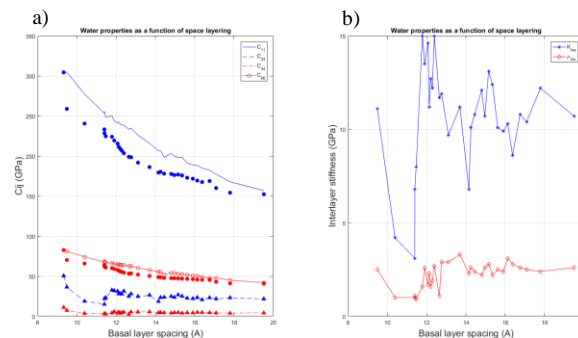 a)
Water properties as a function of space layering
350
300
250
200
150
100
50
0
8
10
12
14
16
18
20
Cij (GPa)
Basal layer spacing (A)
C11
C33
C44
C66
b)
Water properties as a function of space layering
15
10
5
0
8
10
12
14
16
18
Interlayer stiffness (GPa)
Basal layer spacing (A)